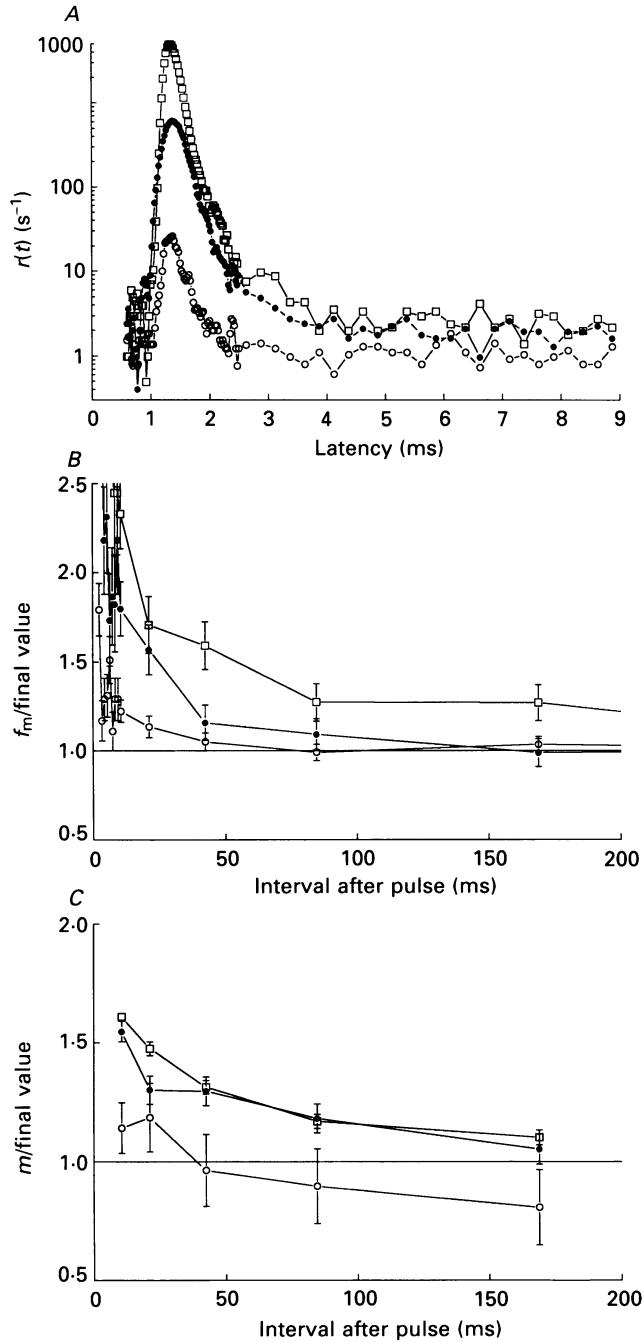 A
1000
100
10
1
r(t) (s⁻¹)
0 1 2 3 4 5 6 7 8 9
Latency (ms)
B
2·5
2·0
1·5
1·0
0·5
fₘ/final value
0 50 100 150 200
Interval after pulse (ms)
C
2·0
1·5
1·0
0·5
m/final value
0 50 100 150 200
Interval after pulse (ms)